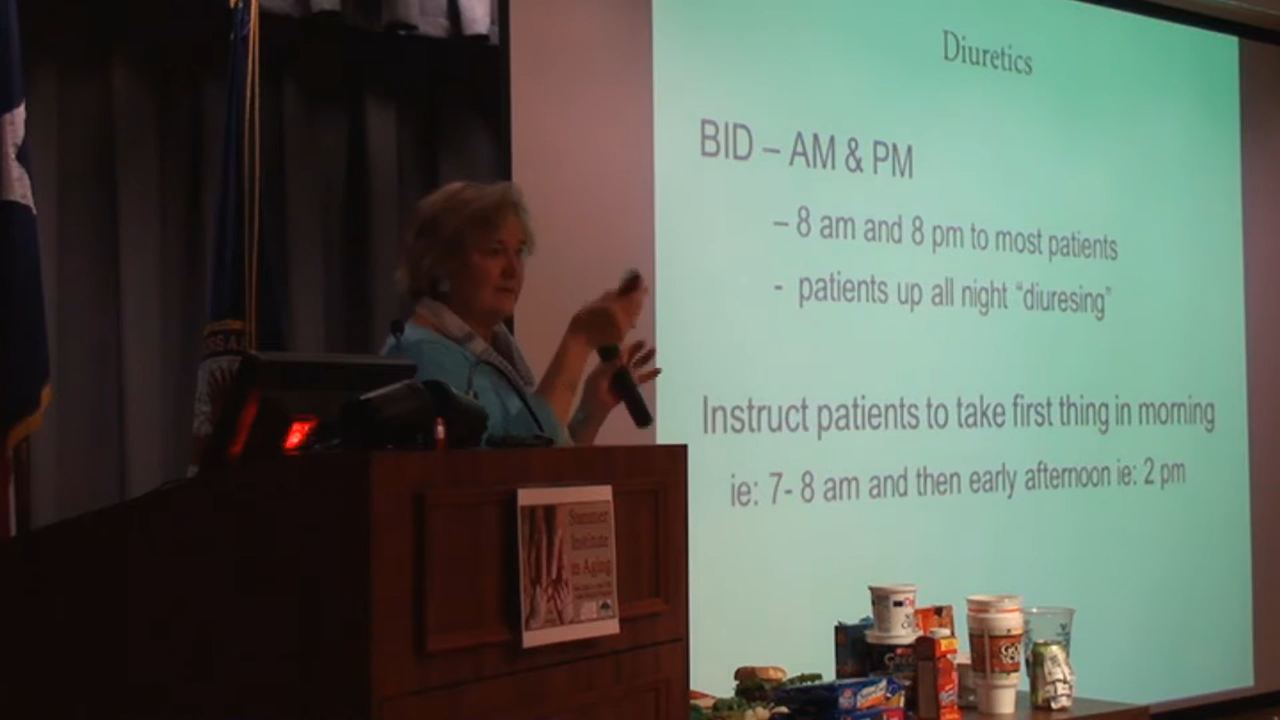 Diuretics
BID – AM & PM
– 8 am and 8 pm to most patients
- patients up all night “diuresing”
Instruct patients to take first thing in morning
ie: 7- 8 am and then early afternoon ie: 2 pm
Summer
Institute
in Aging